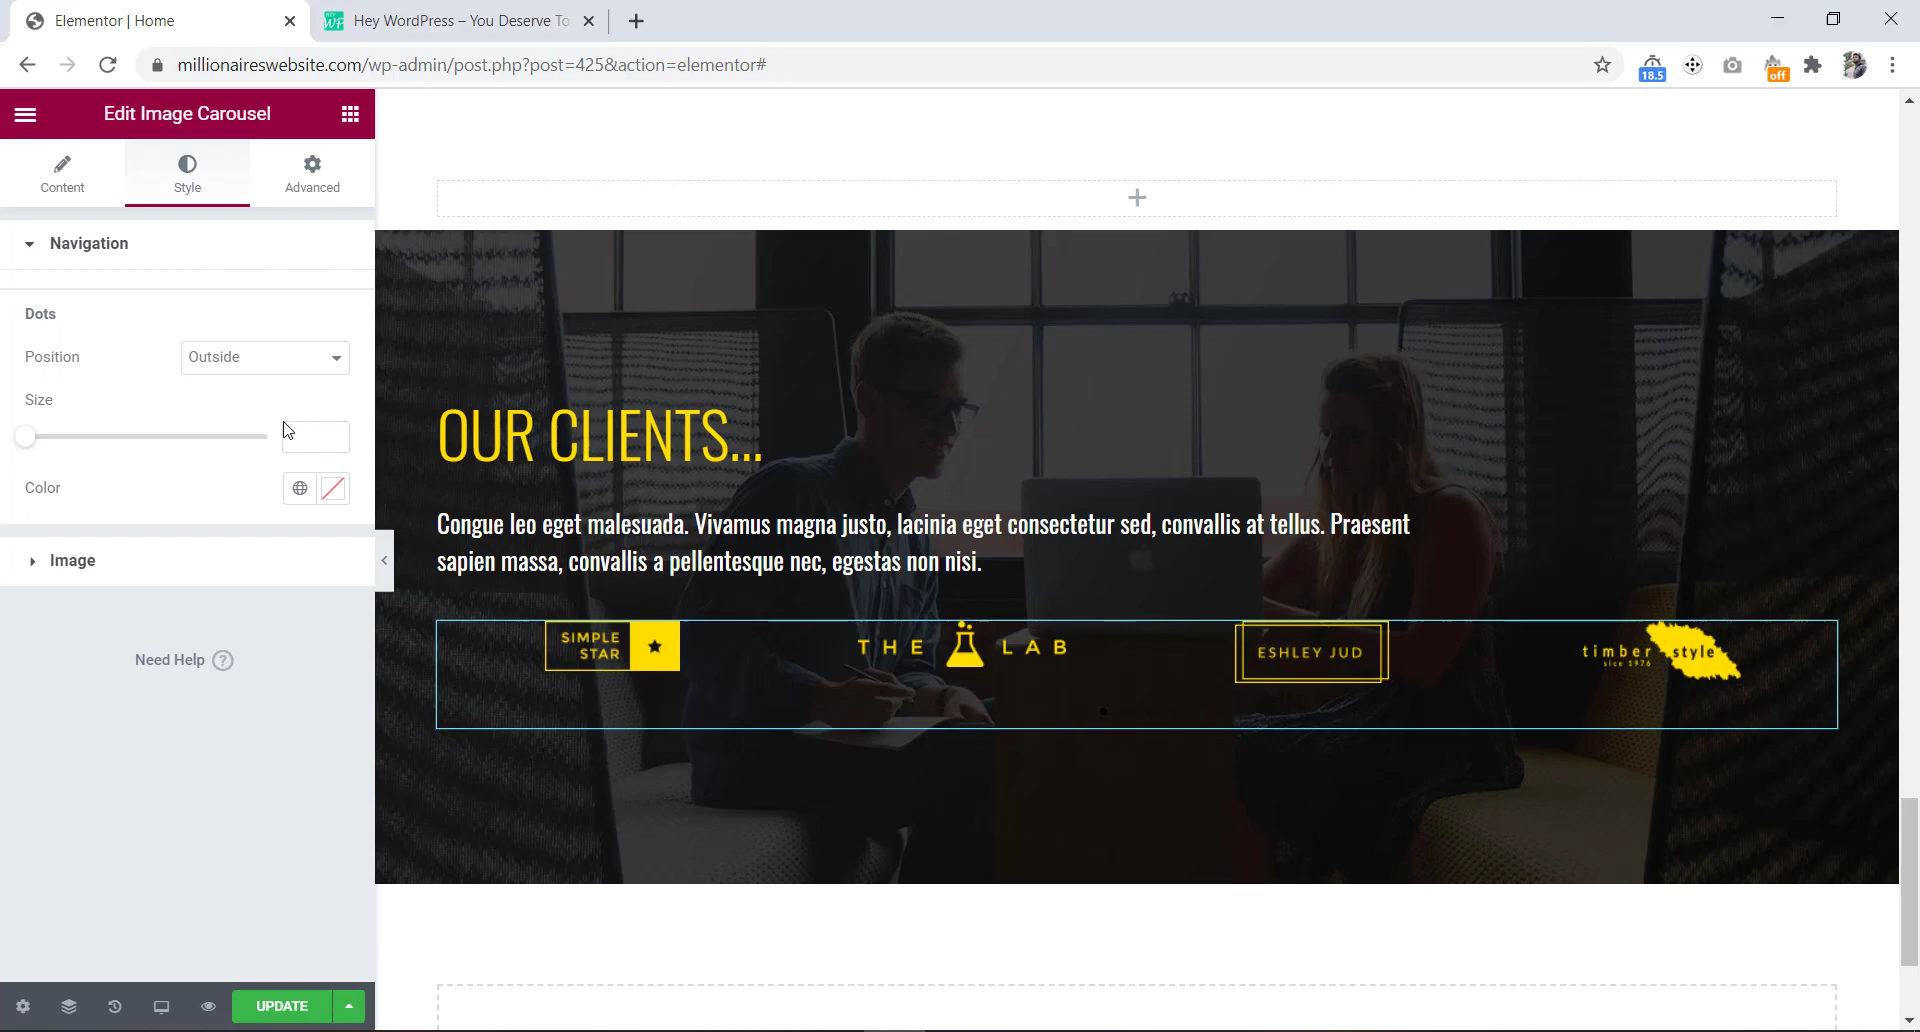 Elementor | Home
Hey WordPress – You Deserve To
millionaireswebsite.com/wp-admin/post.php?post=425&action=elementor#
18.5
off
Edit Image Carousel
Content
Style
Advanced
Navigation
Dots
Position
Outside
Size
Color
Image
Need Help ?
UPDATE
OUR CLIENTS...
Congue leo eget malesuada. Vivamus magna justo, lacinia eget consectetur sed, convallis at tellus. Praesent
sapien massa, convallis a pellentesque nec, egestas non nisi.
SIMPLE
STAR
THE LAB
ESHLEY JUD
timber style
sice 1976